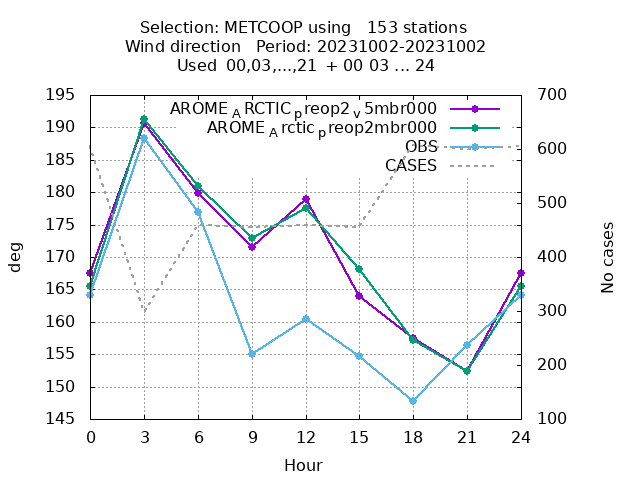 Selection: METCOOP using   153 stations
Wind direction   Period: 20231002-20231002
Used  00,03,...,21  + 00 03 ... 24
195
190
185
180
175
170
165
160
155
150
145
700
600
500
400
300
200
100
AROME_ARCTIC_preop2_v5mbr000
AROME_Arctic_preop2mbr000
OBS
CASES
deg
No cases
0 3 6 9 12 15 18 21 24
Hour